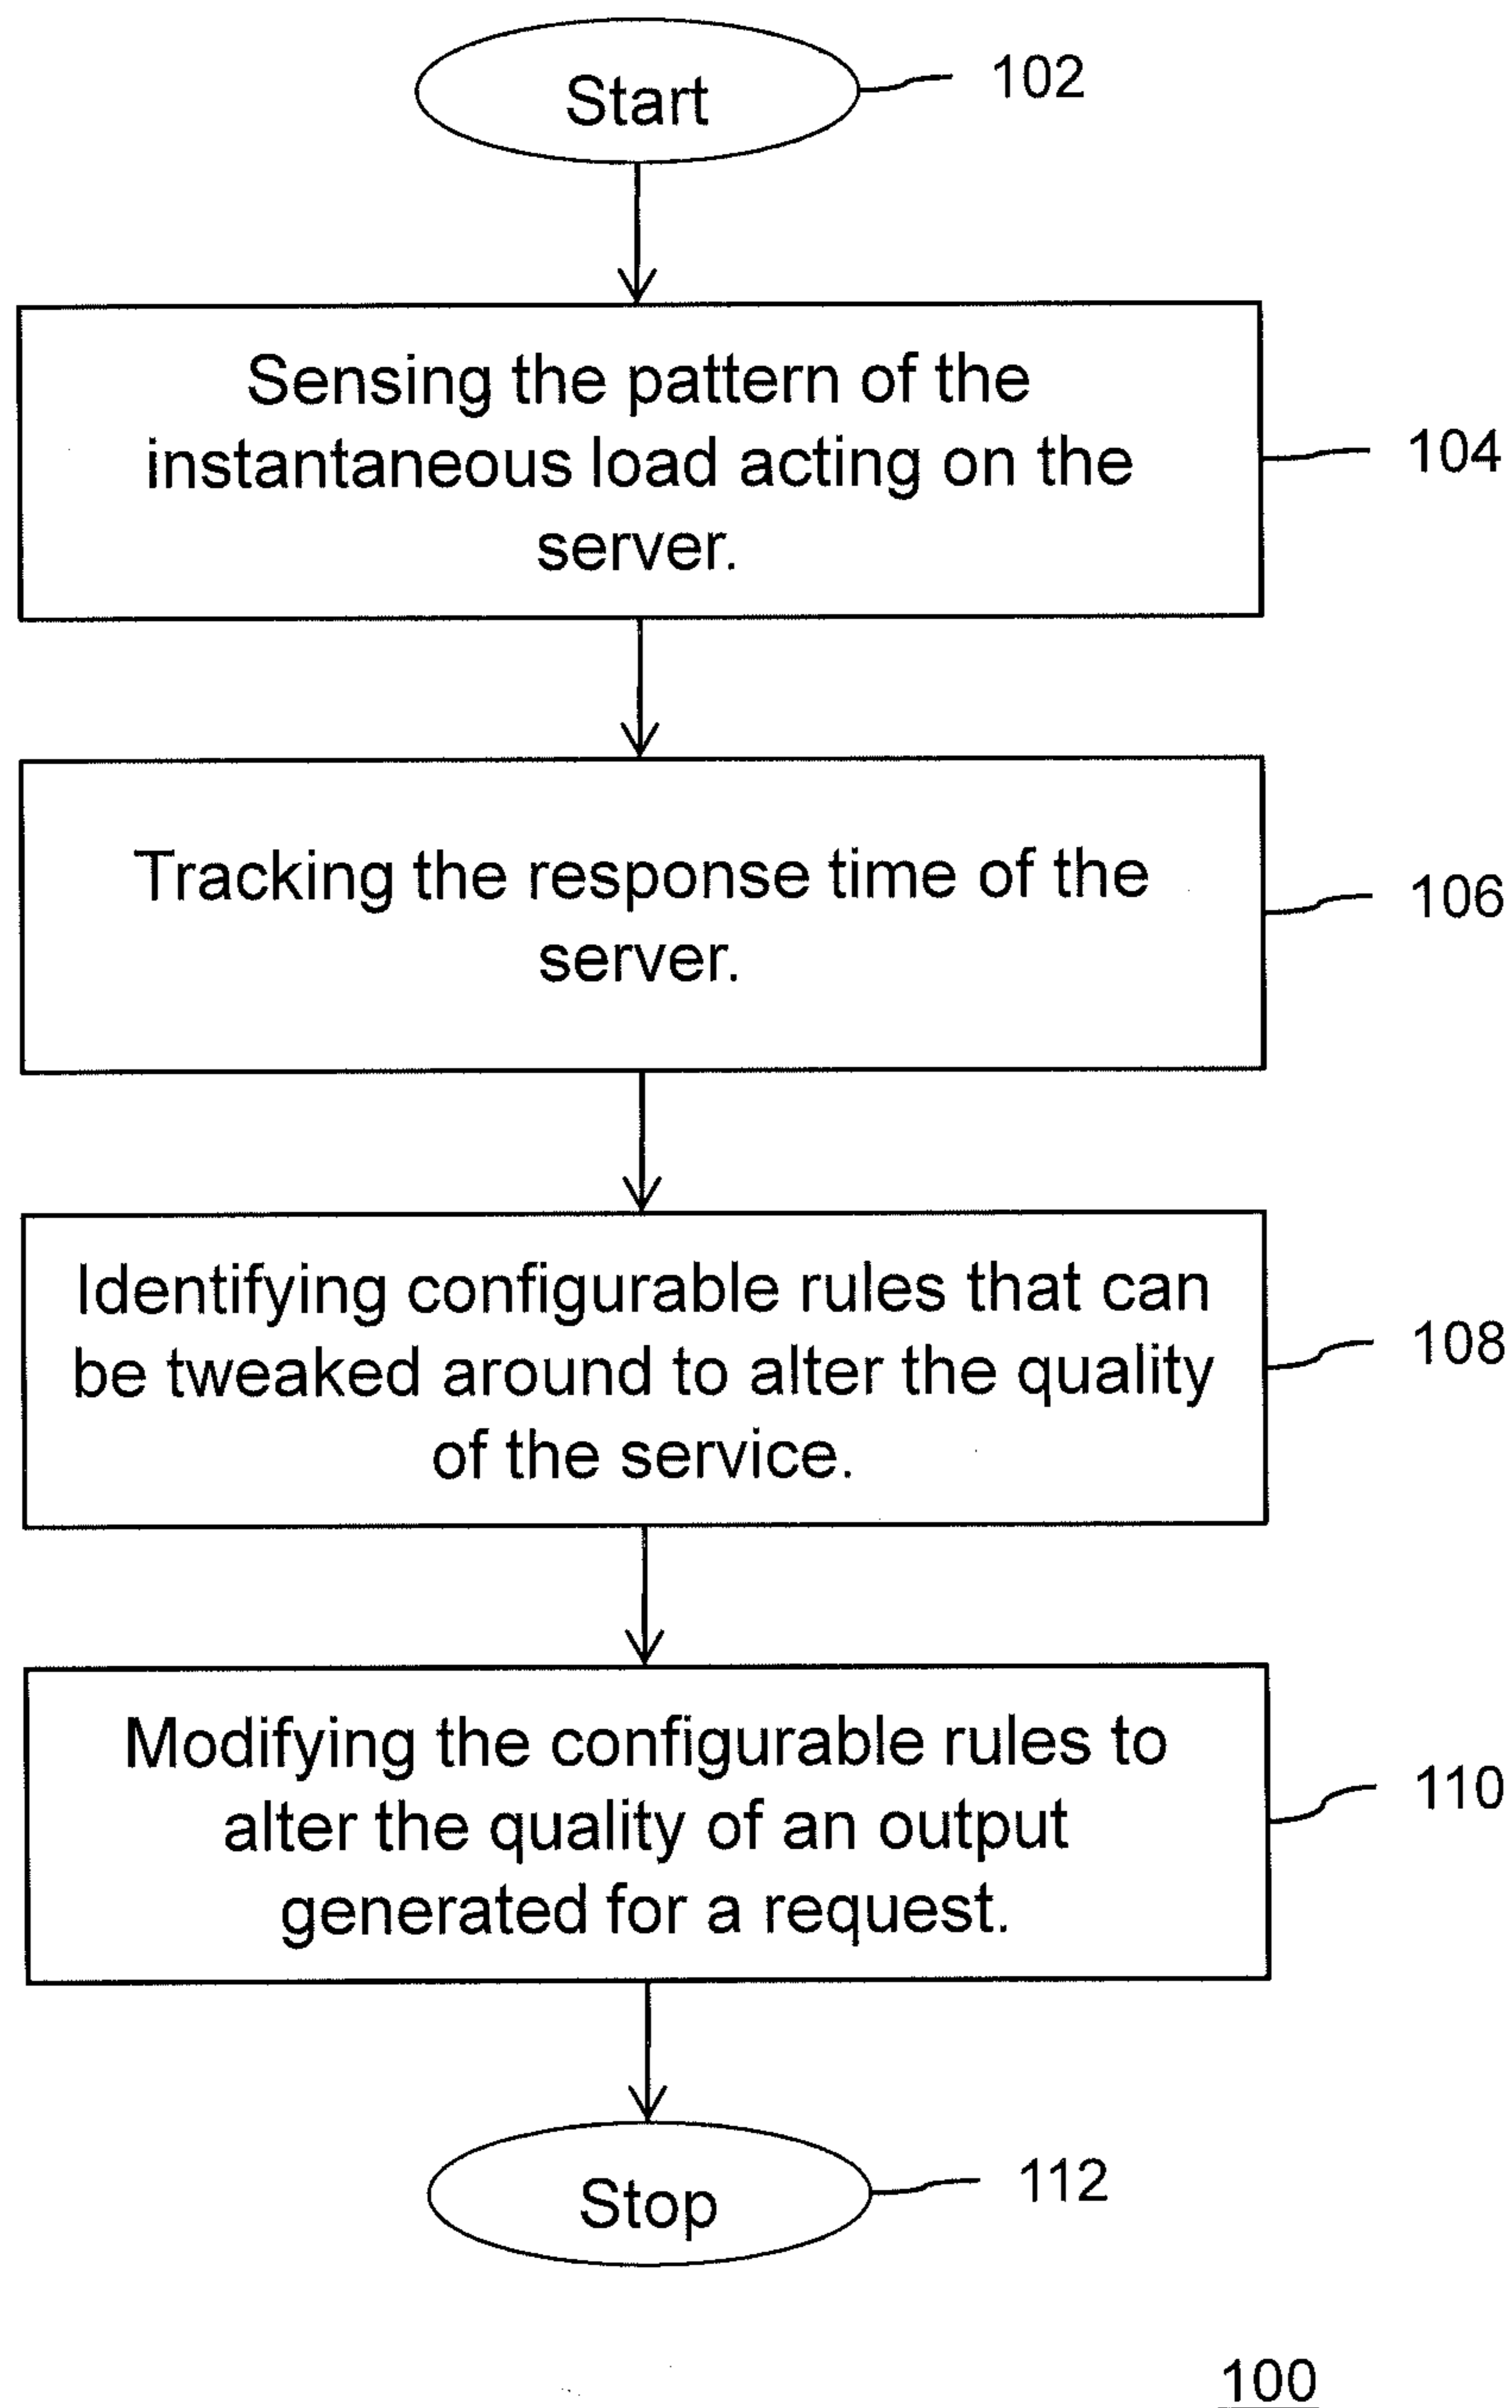 Start
102
Sensing the pattern of the
instantaneous load acting on the
server.
104
Tracking the response time of the
server.
106
Identifying configurable rules that can
be tweaked around to alter the quality
of the service.
108
Modifying the configurable rules to
alter the quality of an output
generated for a request.
110
Stop
112
100